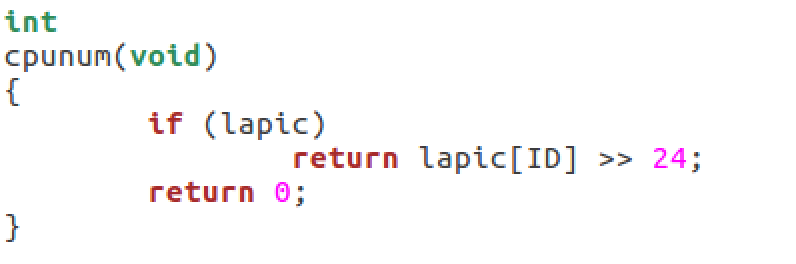 int
cpunum(void)
{
        if (lapic)
                return lapic[ID] >> 24;
        return 0;
}